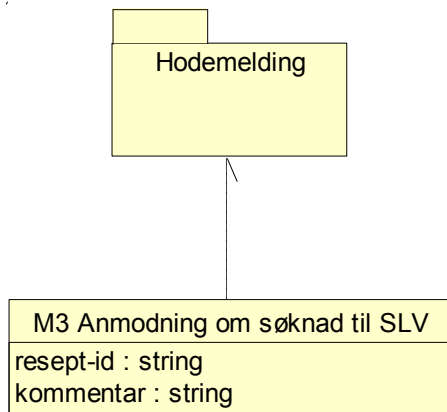 Hodemelding
M3 Anmodning om søknad til SLV
resept-id : string
kommentar : string